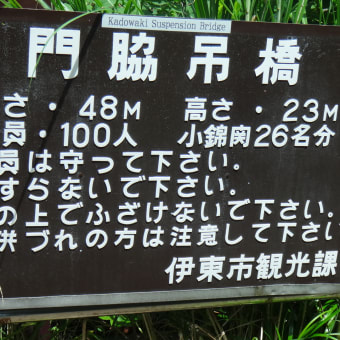 Kadowaki Suspension Bridge
門脇吊橋
さ・48M 高さ・23M
員・100人 小錦関26名分
員は守って下さい。
すらないで下さい。
の上でふざけないで下さい。
供づれの方は注意して下さい
伊東市観光課